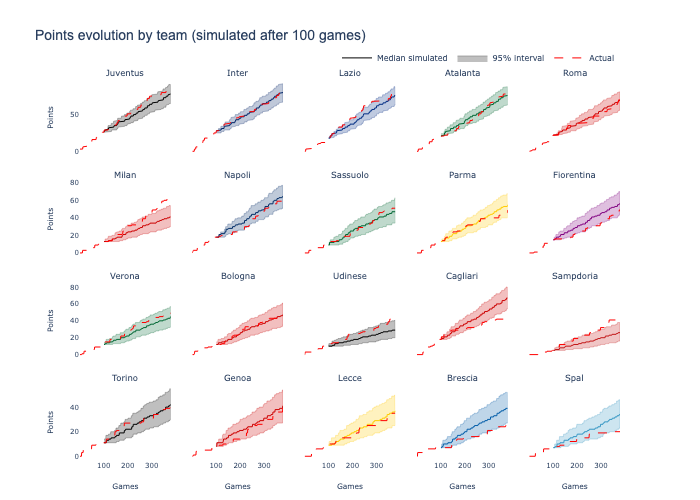 Points evolution by team (simulated after 100 games)
Median simulated 95% interval Actual
Juventus Inter Lazio Atalanta Roma
Points
50
0
Milan Napoli Sassuolo Parma Fiorentina
Points
80
60
40
20
0
Verona Bologna Udinese Cagliari Sampdoria
Points
80
60
40
20
0
Torino Genoa Lecce Brescia Spal
Points
40
20
0
100 200 300 100 200 300 100 200 300 100 200 300 100 200 300
Games Games Games Games Games